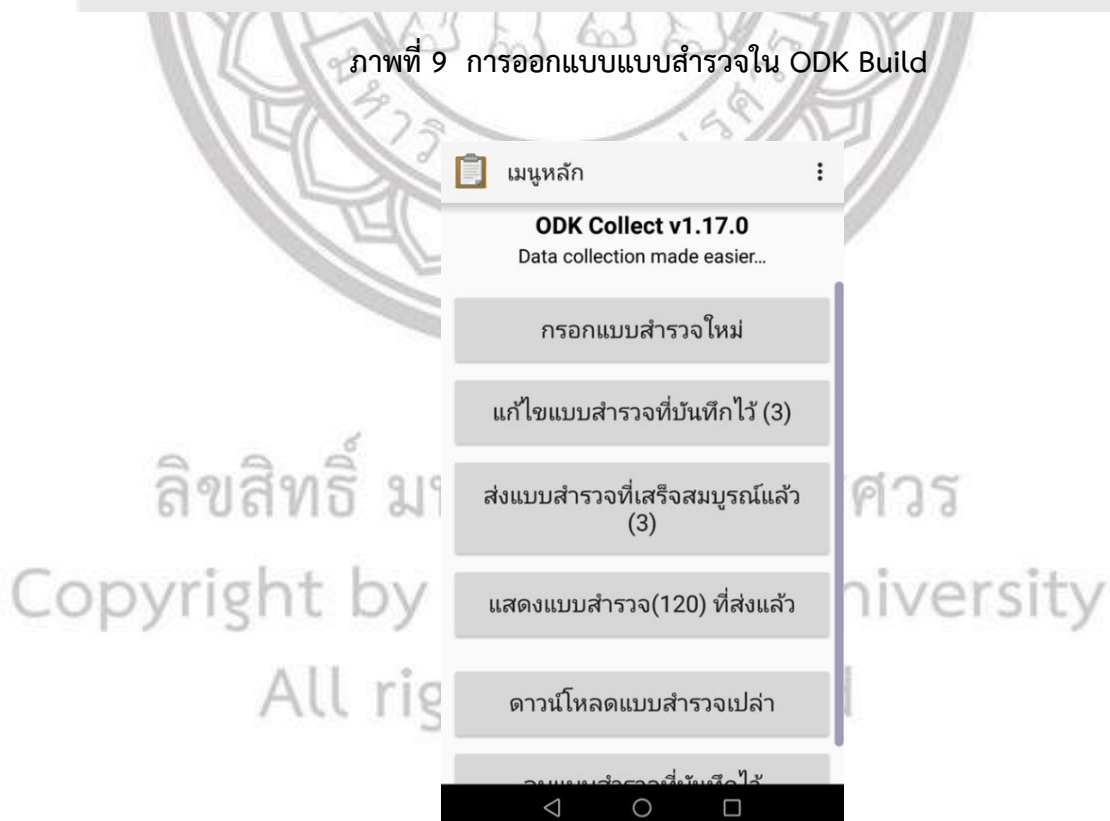 ภาพที่ 9 การออกแบบแบบสำรวจใน ODK Build
เมนูหลัก
ODK Collect v1.17.0
Data collection made easier...
กรอกแบบสำรวจใหม่
แก้ไขแบบสำรวจที่บันทึกไว้ (3)
ส่งแบบสำรวจที่เสร็จสมบูรณ์แล้ว
(3)
ลิขสิทธิ์
Copyright by
แสดงแบบสำรวจ(120) ที่ส่งแล้ว
All
ดาวน์โหลดแบบสำรวจเปล่า